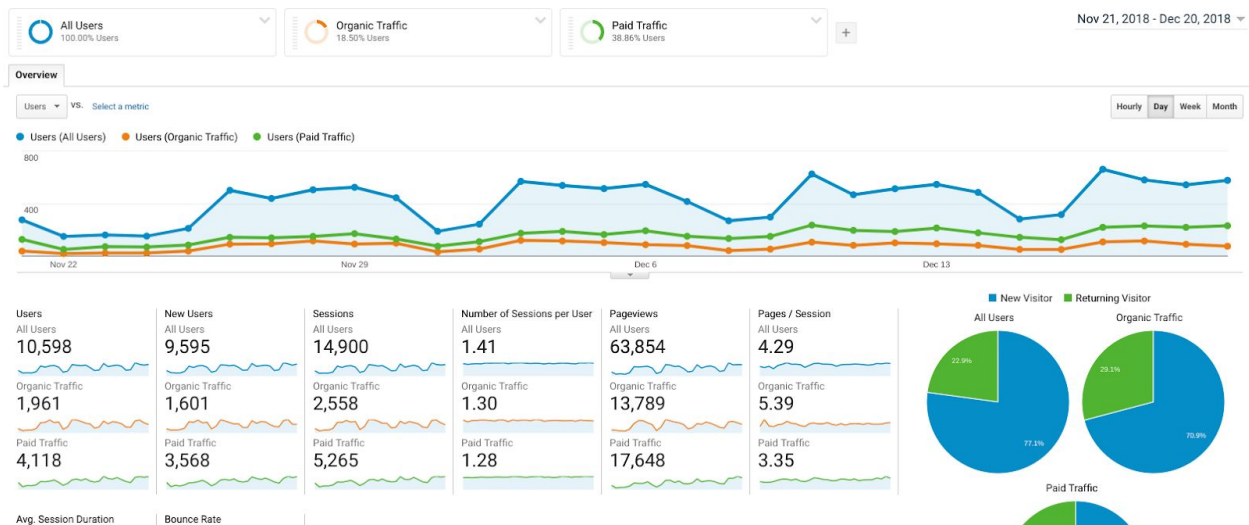 All Users
100.00% Users
Organic Traffic
18.50% Users
Paid Traffic
38.86% Users
+
Nov 21, 2018 - Dec 20, 2018
Overview
Users VS. Select a metric
Hourly Day Week Month
Users (All Users) Users (Organic Traffic) Users (Paid Traffic)
800
400
Nov 22 Nov 29 Dec 6 Dec 13
New Visitor Returning Visitor
Users
All Users
10,598
Organic Traffic
1,961
Paid Traffic
4,118
New Users
All Users
9,595
Organic Traffic
1,601
Paid Traffic
3,568
Sessions
All Users
14,900
Organic Traffic
2,558
Paid Traffic
5,265
Number of Sessions per User
All Users
1.41
Organic Traffic
1.30
Paid Traffic
1.28
Pageviews
All Users
63,854
Organic Traffic
13,789
Paid Traffic
17,648
Pages / Session
All Users
4.29
Organic Traffic
5.39
Paid Traffic
3.35
All Users
22.9%
77.1%
Organic Traffic
29.1%
70.9%
Paid Traffic
Avg. Session Duration
Bounce Rate